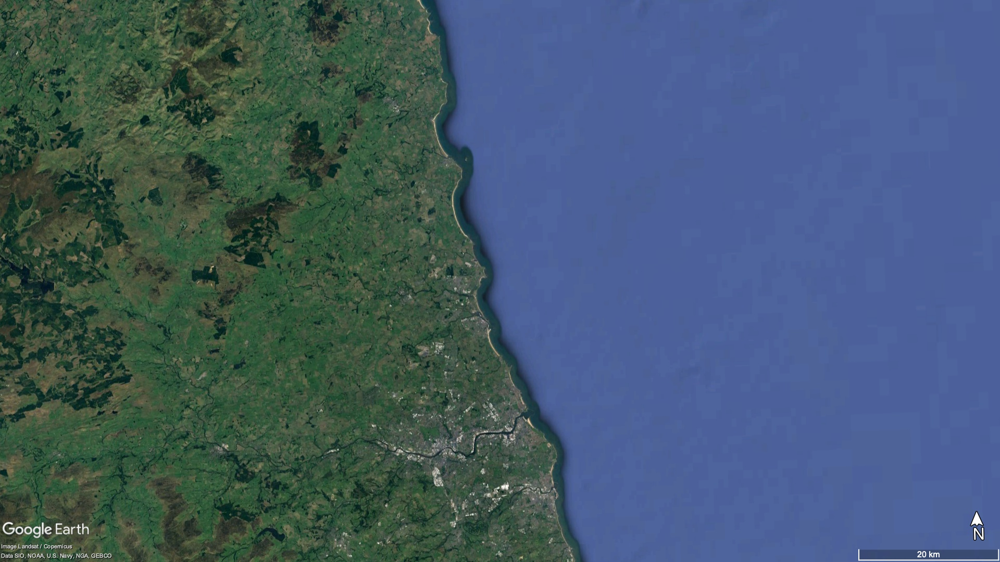 Google Earth
Image Landsat / Copernicus
Data SIO, NOAA, U.S. Navy, NGA, GEBCO
N
20 km